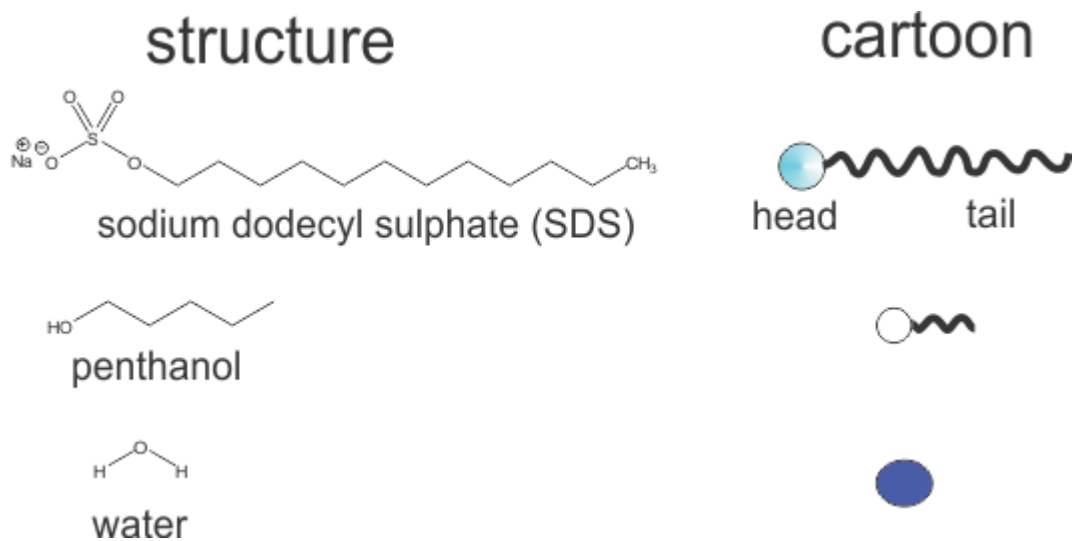 structure cartoon
O O
S
Na ⊕ ⊖ O O CH₃
head tail
sodium dodecyl sulphate (SDS)
HO
penthanol
O
H H
water